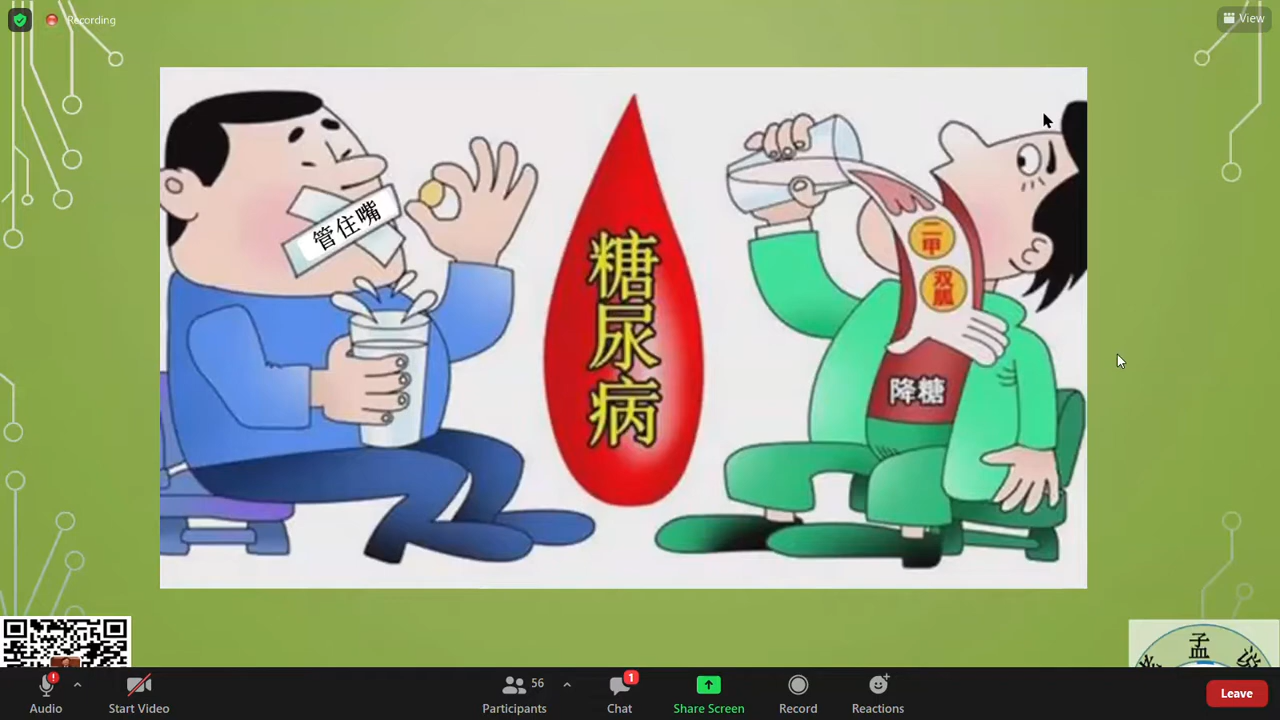 Recording
View
管住嘴
糖尿病
二甲
双胍
降糖
孟
56
1
Audio
Start Video
Participants
Chat
Share Screen
Record
Reactions
Leave